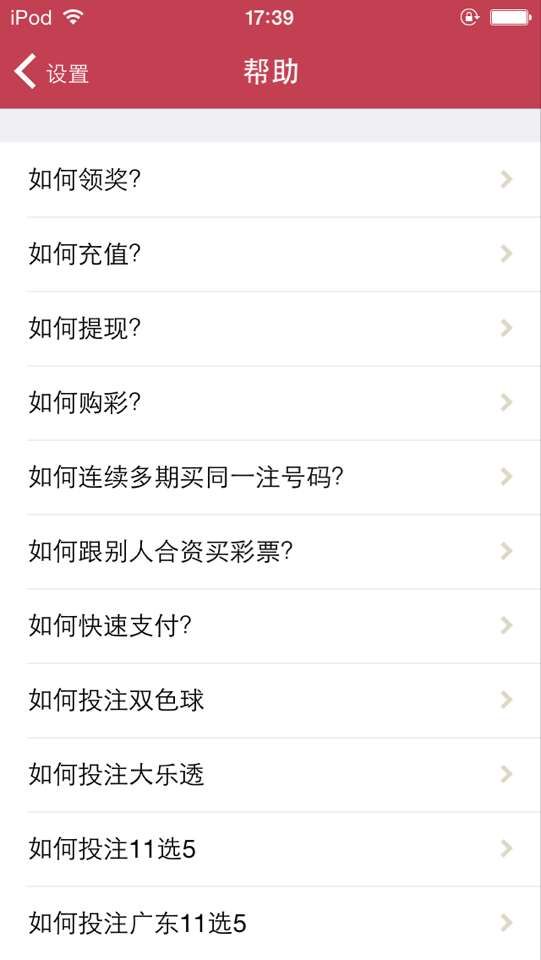 iPod 17:39
设置 帮助
如何领奖?
如何充值?
如何提现?
如何购彩?
如何连续多期买同一注号码?
如何跟别人合资买彩票?
如何快速支付?
如何投注双色球
如何投注大乐透
如何投注11选5
如何投注广东11选5